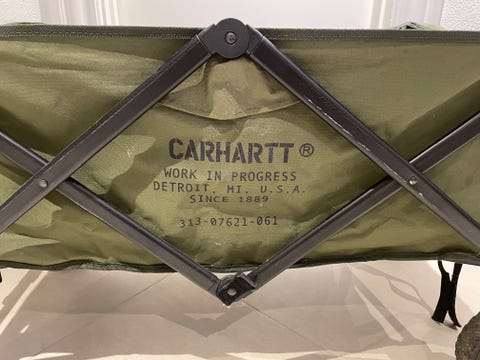 CARHARTT ®
WORK IN PROGRESS
DETROIT, MI, U.S.A.
SINCE 1889
313-07621-061